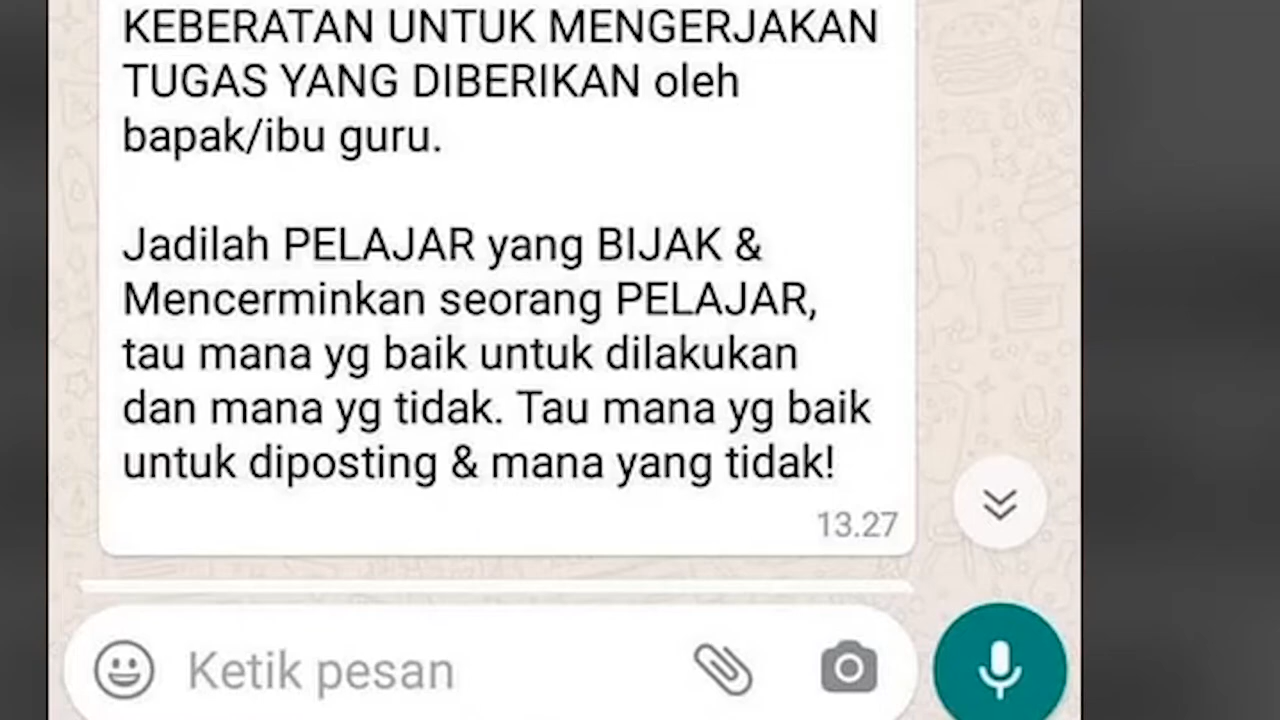 KEBERATAN UNTUK MENGERJAKAN
TUGAS YANG DIBERIKAN oleh
bapak/ibu guru.
Jadilah PELAJAR yang BIJAK &
Mencerminkan seorang PELAJAR,
tau mana yg baik untuk dilakukan
dan mana yg tidak. Tau mana yg baik
untuk diposting & mana yang tidak!
13.27
Ketik pesan